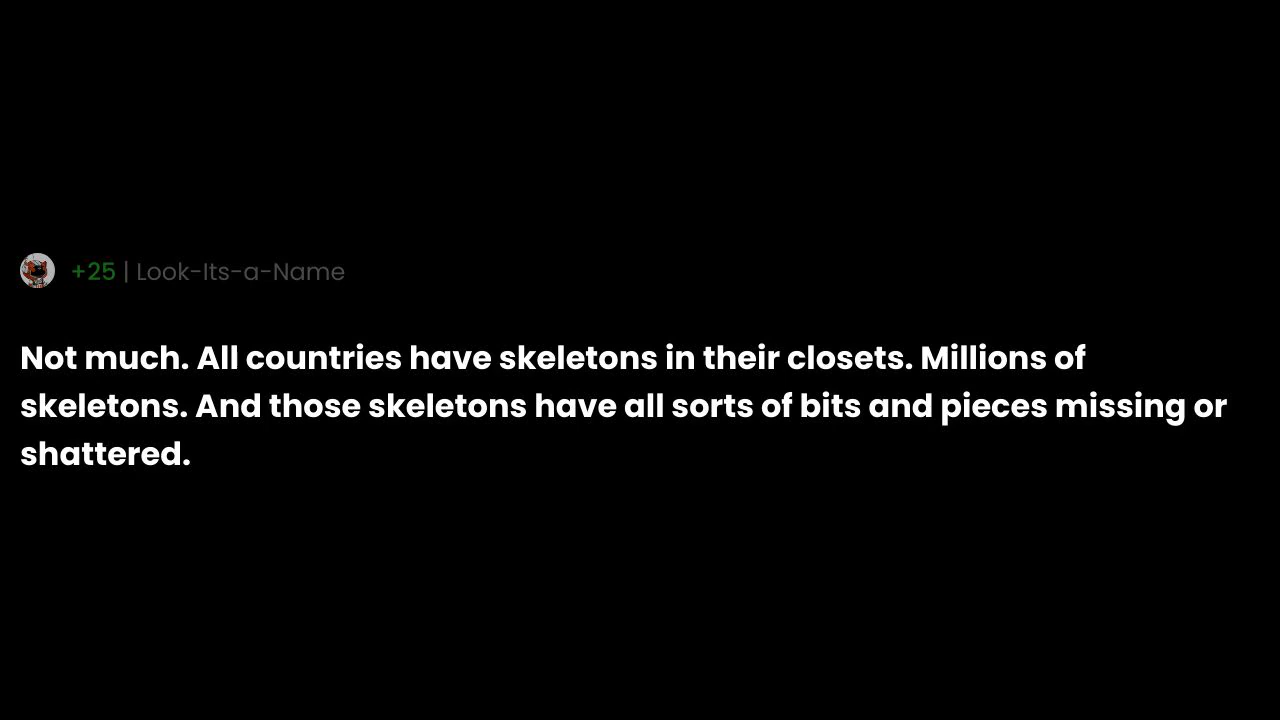 +25 | Look-Its-a-Name
Not much. All countries have skeletons in their closets. Millions of
skeletons. And those skeletons have all sorts of bits and pieces missing or
shattered.